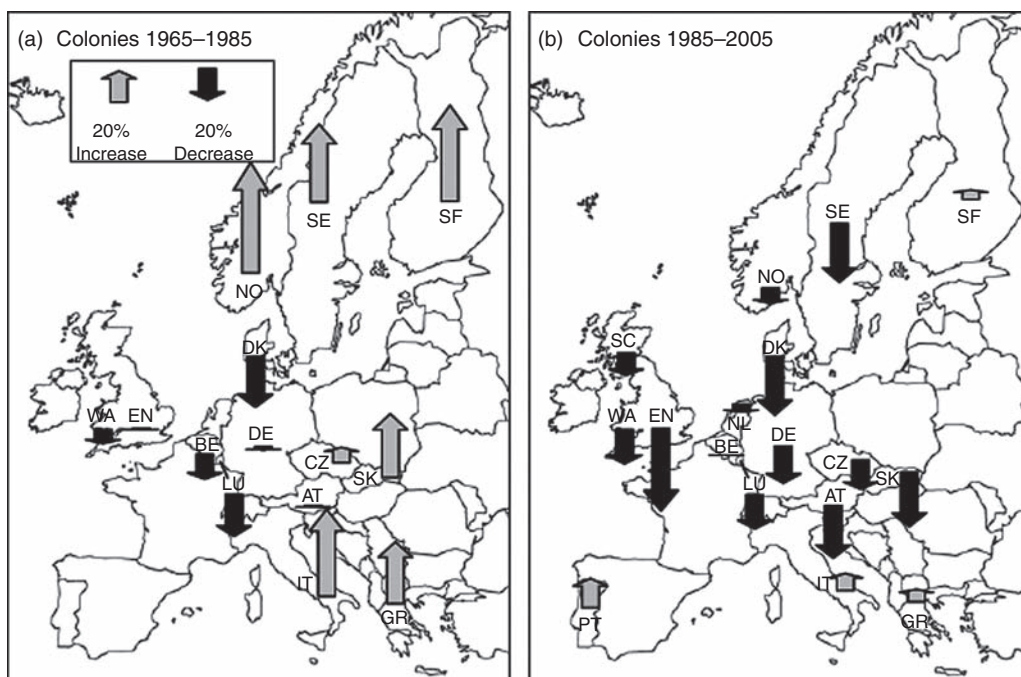 (a) Colonies 1965–1985
20% 20%
Increase Decrease
SE
SF
NO
DK
WA EN
BE
DE
CZ
LU
SK
AT
IT
GR
(b) Colonies 1985–2005
SE
SF
NO
SC
DK
WA EN
NL
BE
DE
CZ
LU
SK
AT
IT
PT
GR